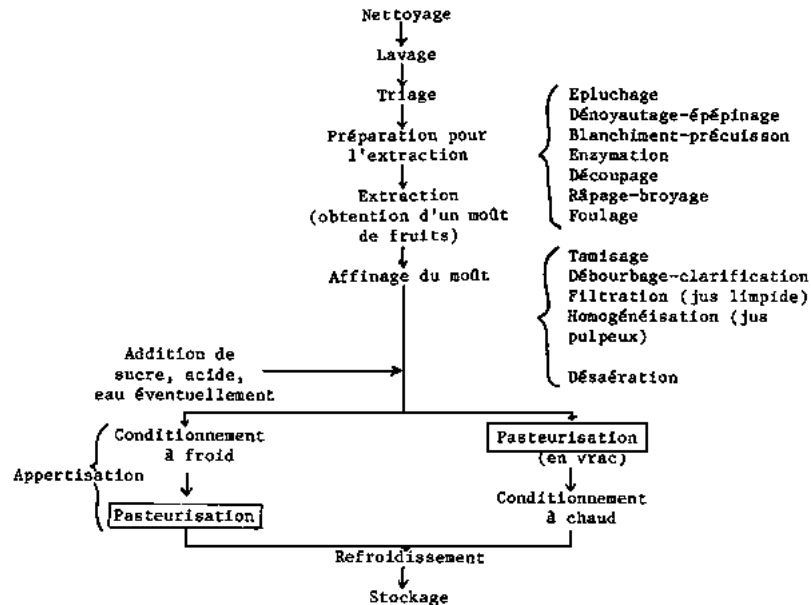 Nettoyage
Lavage
Triage
Préparation pour
l'extraction
Epluchage
Dénoyautage-épépinage
Blanchiment-précuisson
Enzymation
Découpage
Râpage-broyage
Foulage
Extraction
(obtention d'un moût
de fruits)
Affinage du moût
Tamisage
Débourbage-clarification
Filtration (jus limpide)
Homogénéisation (jus
pulpeux)
Désaération
Addition de
sucre, acide,
eau éventuellement
Appertisation
Conditionnement
à froid
Pasteurisation
Pasteurisation
(en vrac)
Conditionnement
à chaud
Refroidissement
Stockage